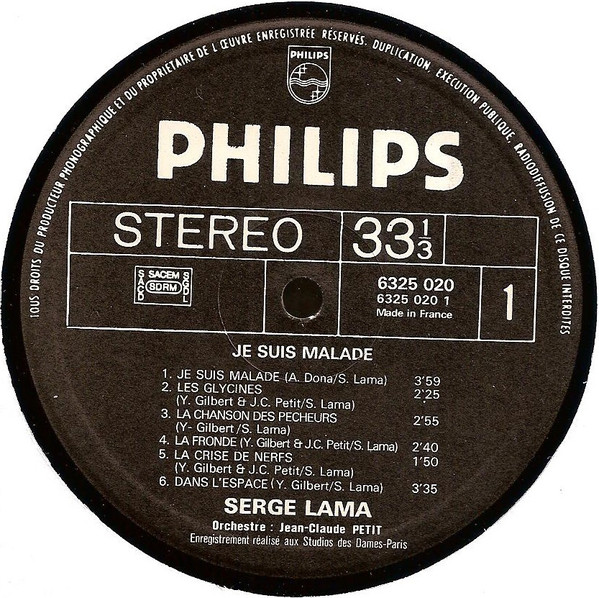 TOUS DROITS DU PRODUCTEUR PHONOGRAPHIQUE ET DU PROPRIÉTAIRE DE L'ŒUVRE ENREGISTRÉE RÉSERVÉS. DUPLICATION, EXECUTION PUBLIQUE, RADIODIFFUSION DE CE DISQUE INTERDITES
PHILIPS
PHILIPS
STEREO 33 1/3
SACD SACEM SDRM SGDL
6325 020
6325 020 1
Made in France
1
JE SUIS MALADE
1. JE SUIS MALADE (A. Dona/S. Lama) 3'59
2. LES GLYCINES 2'25
(Y. Gilbert & J.C. Petit/S. Lama)
3. LA CHANSON DES PECHEURS 2'55
(Y- Gilbert/S. Lama)
4. LA FRONDE (Y. Gilbert & J.C. Petit/S. Lama) 2'40
5. LA CRISE DE NERFS 1'50
(Y. Gilbert & J.C. Petit/S. Lama)
6. DANS L'ESPACE (Y. Gilbert/S. Lama) 3'35
SERGE LAMA
Orchestre : Jean-Claude PETIT
Enregistrement réalisé aux Studios des Dames-Paris